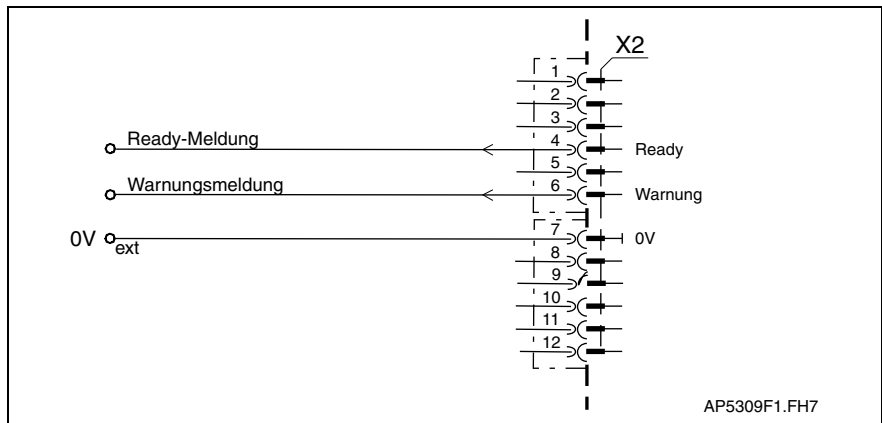 X2
1
2
3
Ready-Meldung 4 Ready
5
Warnungsmeldung 6 Warnung
0V ext 7 0V
8
9
10
11
12
AP5309F1.FH7